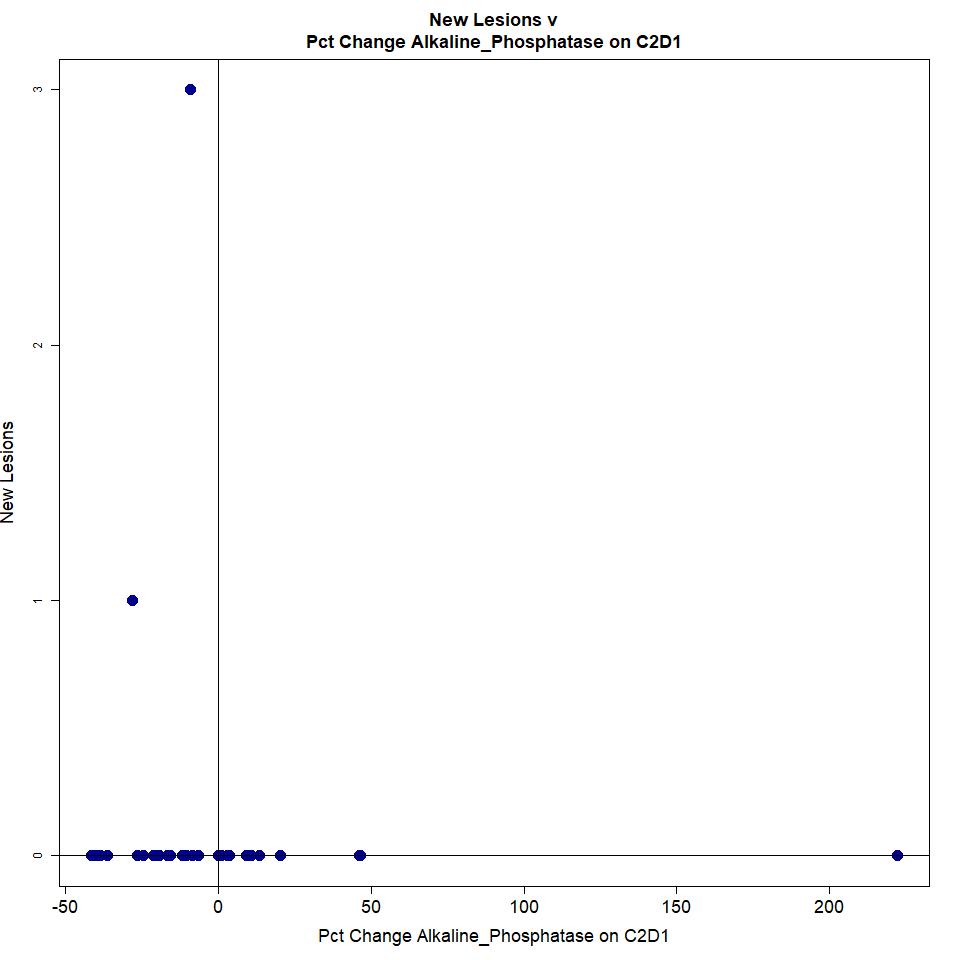 New Lesions v
Pct Change Alkaline_Phosphatase on C2D1
3
2
1
0
New Lesions
-50 0 50 100 150 200
Pct Change Alkaline_Phosphatase on C2D1